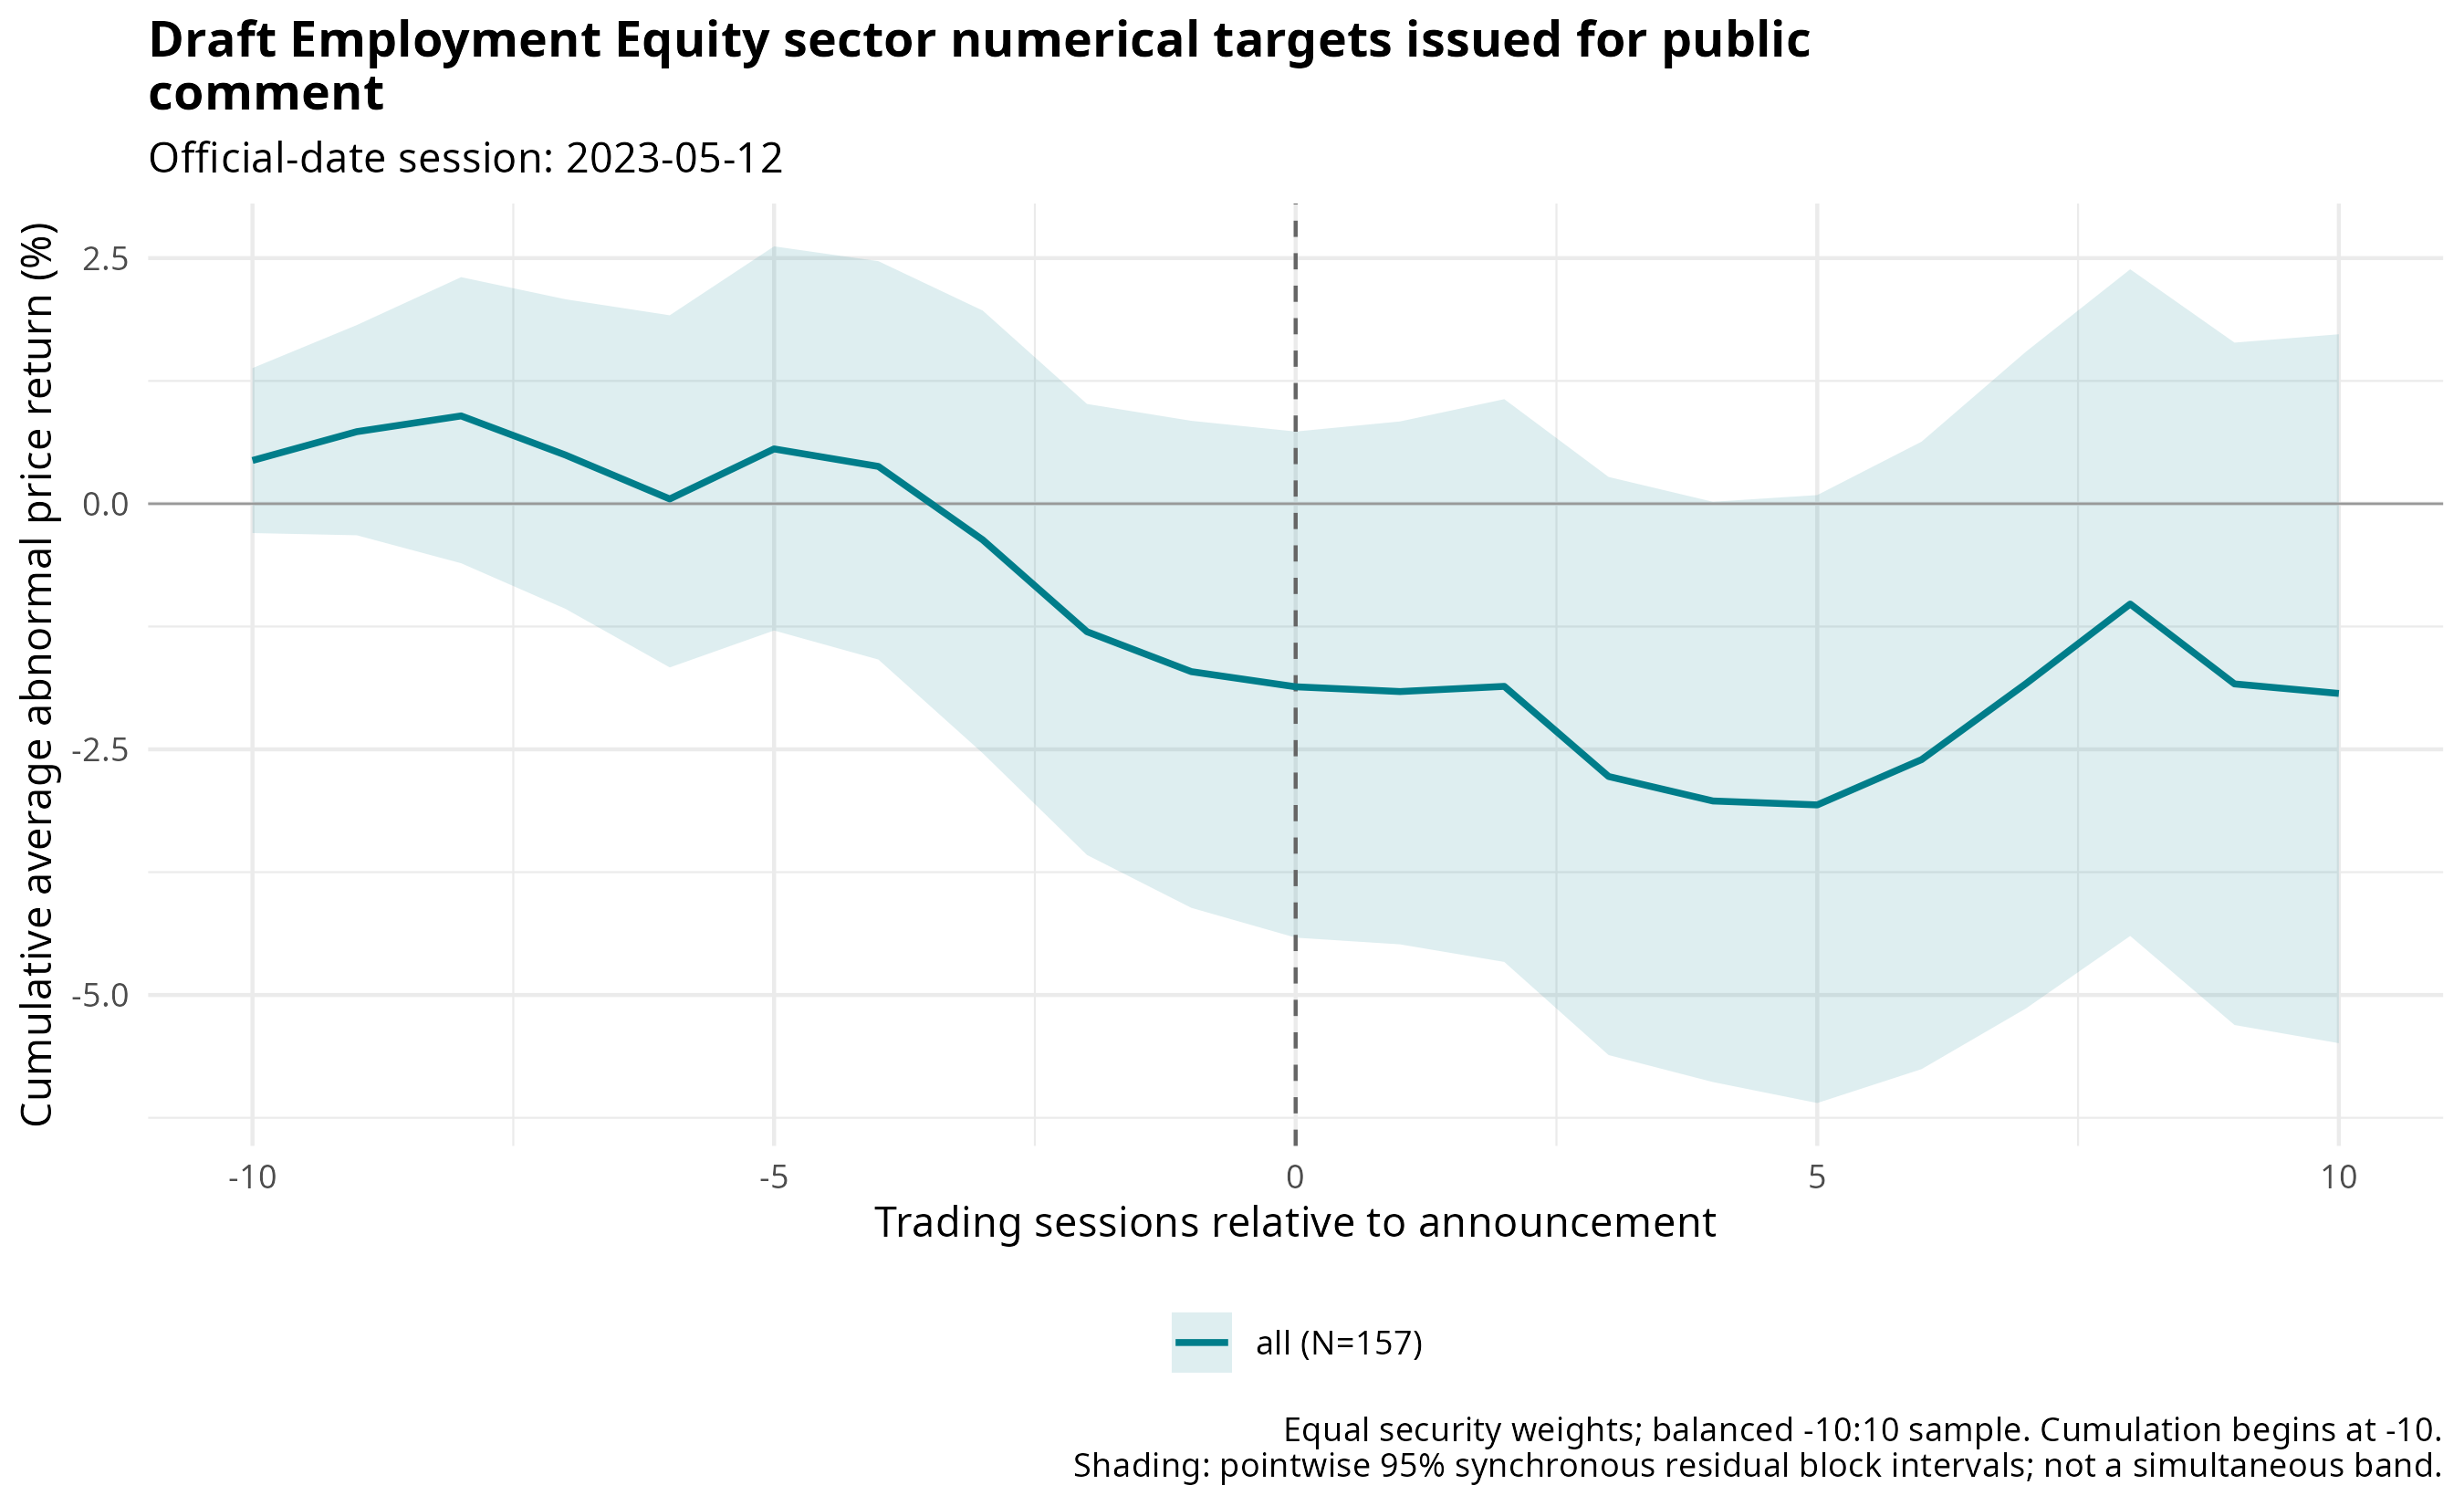 Draft Employment Equity sector numerical targets issued for public
comment
Official-date session: 2023-05-12
Cumulative average abnormal price return (%)
2.5
0.0
-2.5
-5.0
-10
-5
0
5
10
Trading sessions relative to announcement
all (N=157)
Equal security weights; balanced -10:10 sample. Cumulation begins at -10.
Shading: pointwise 95% synchronous residual block intervals; not a simultaneous band.